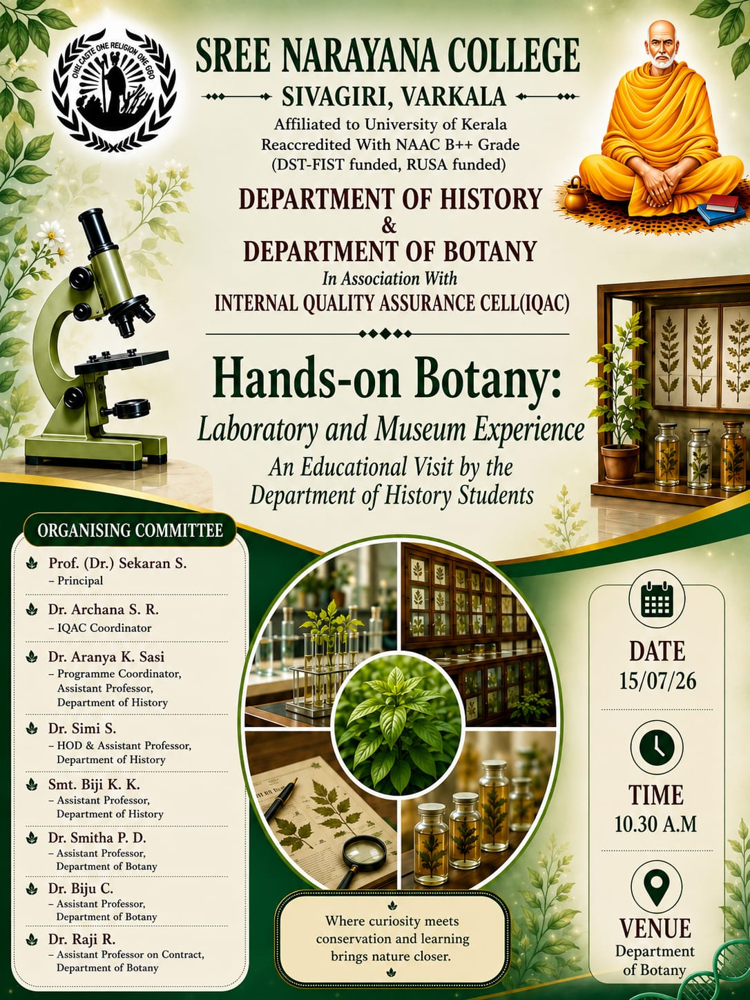 ONE CASTE ONE RELIGION ONE GOD
SREE NARAYANA COLLEGE
SIVAGIRI, VARKALA
Affiliated to University of Kerala
Reaccredited With NAAC B++ Grade
(DST-FIST funded, RUSA funded)
DEPARTMENT OF HISTORY
&
DEPARTMENT OF BOTANY
In Association With
INTERNAL QUALITY ASSURANCE CELL(IQAC)
Hands-on Botany:
Laboratory and Museum Experience
An Educational Visit by the
Department of History Students
ORGANISING COMMITTEE
Prof. (Dr.) Sekaran S.
– Principal
Dr. Archana S. R.
– IQAC Coordinator
Dr. Aranya K. Sasi
– Programme Coordinator,
Assistant Professor,
Department of History
Dr. Simi S.
– HOD & Assistant Professor,
Department of History
Smt. Biji K. K.
– Assistant Professor,
Department of History
Dr. Smitha P. D.
– Assistant Professor,
Department of Botany
Dr. Biju C.
– Assistant Professor,
Department of Botany
Dr. Raji R.
– Assistant Professor on Contract,
Department of Botany
Where curiosity meets
conservation and learning
brings nature closer.
DATE
15/07/26
TIME
10.30 A.M
VENUE
Department
of Botany